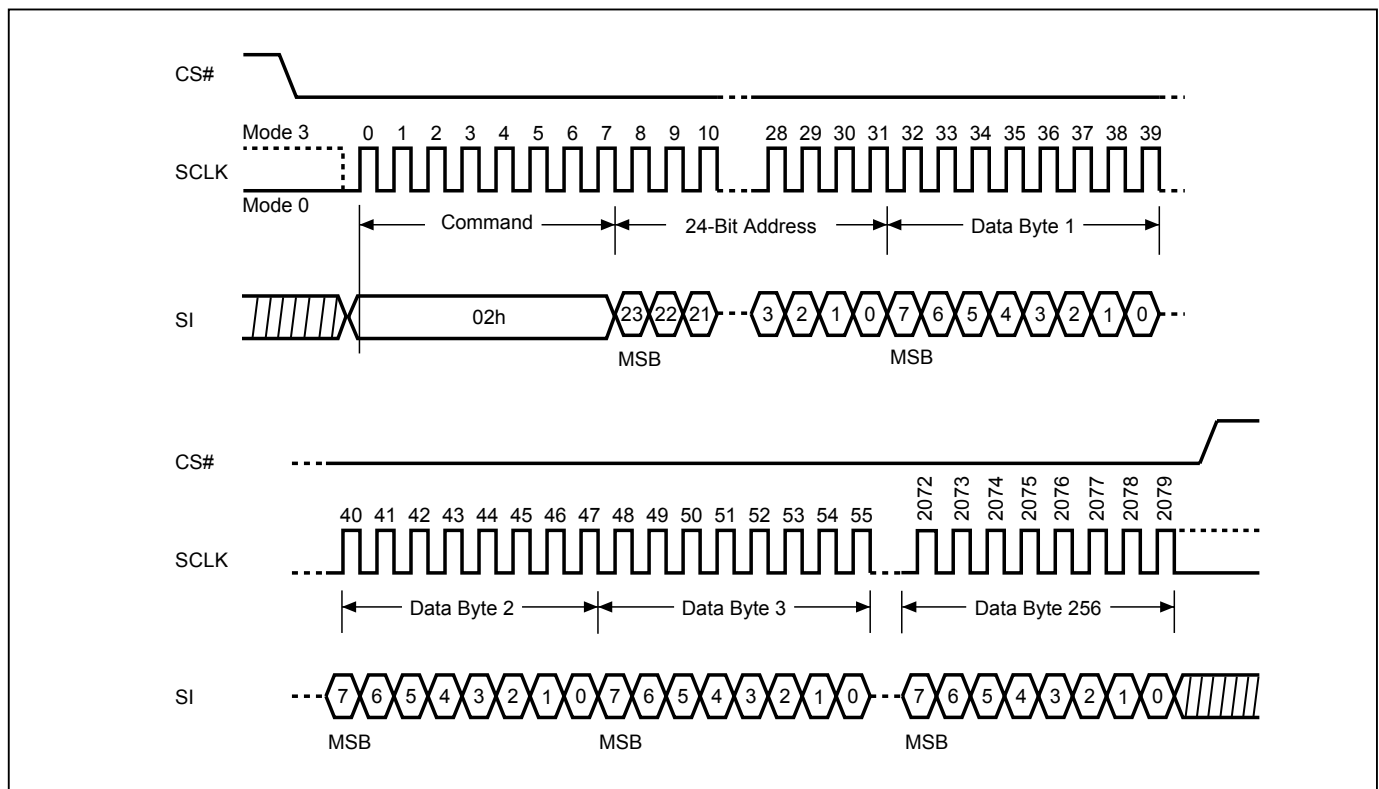 CS#
Mode 3 0 1 2 3 4 5 6 7 8 9 10 28 29 30 31 32 33 34 35 36 37 38 39
SCLK
Mode 0
Command 24-Bit Address Data Byte 1
SI 02h 23 22 21 3 2 1 0 7 6 5 4 3 2 1 0
MSB MSB
CS#
2072 2073 2074 2075 2076 2077 2078 2079
40 41 42 43 44 45 46 47 48 49 50 51 52 53 54 55
SCLK
Data Byte 2 Data Byte 3 Data Byte 256
SI 7 6 5 4 3 2 1 0 7 6 5 4 3 2 1 0 7 6 5 4 3 2 1 0
MSB MSB MSB